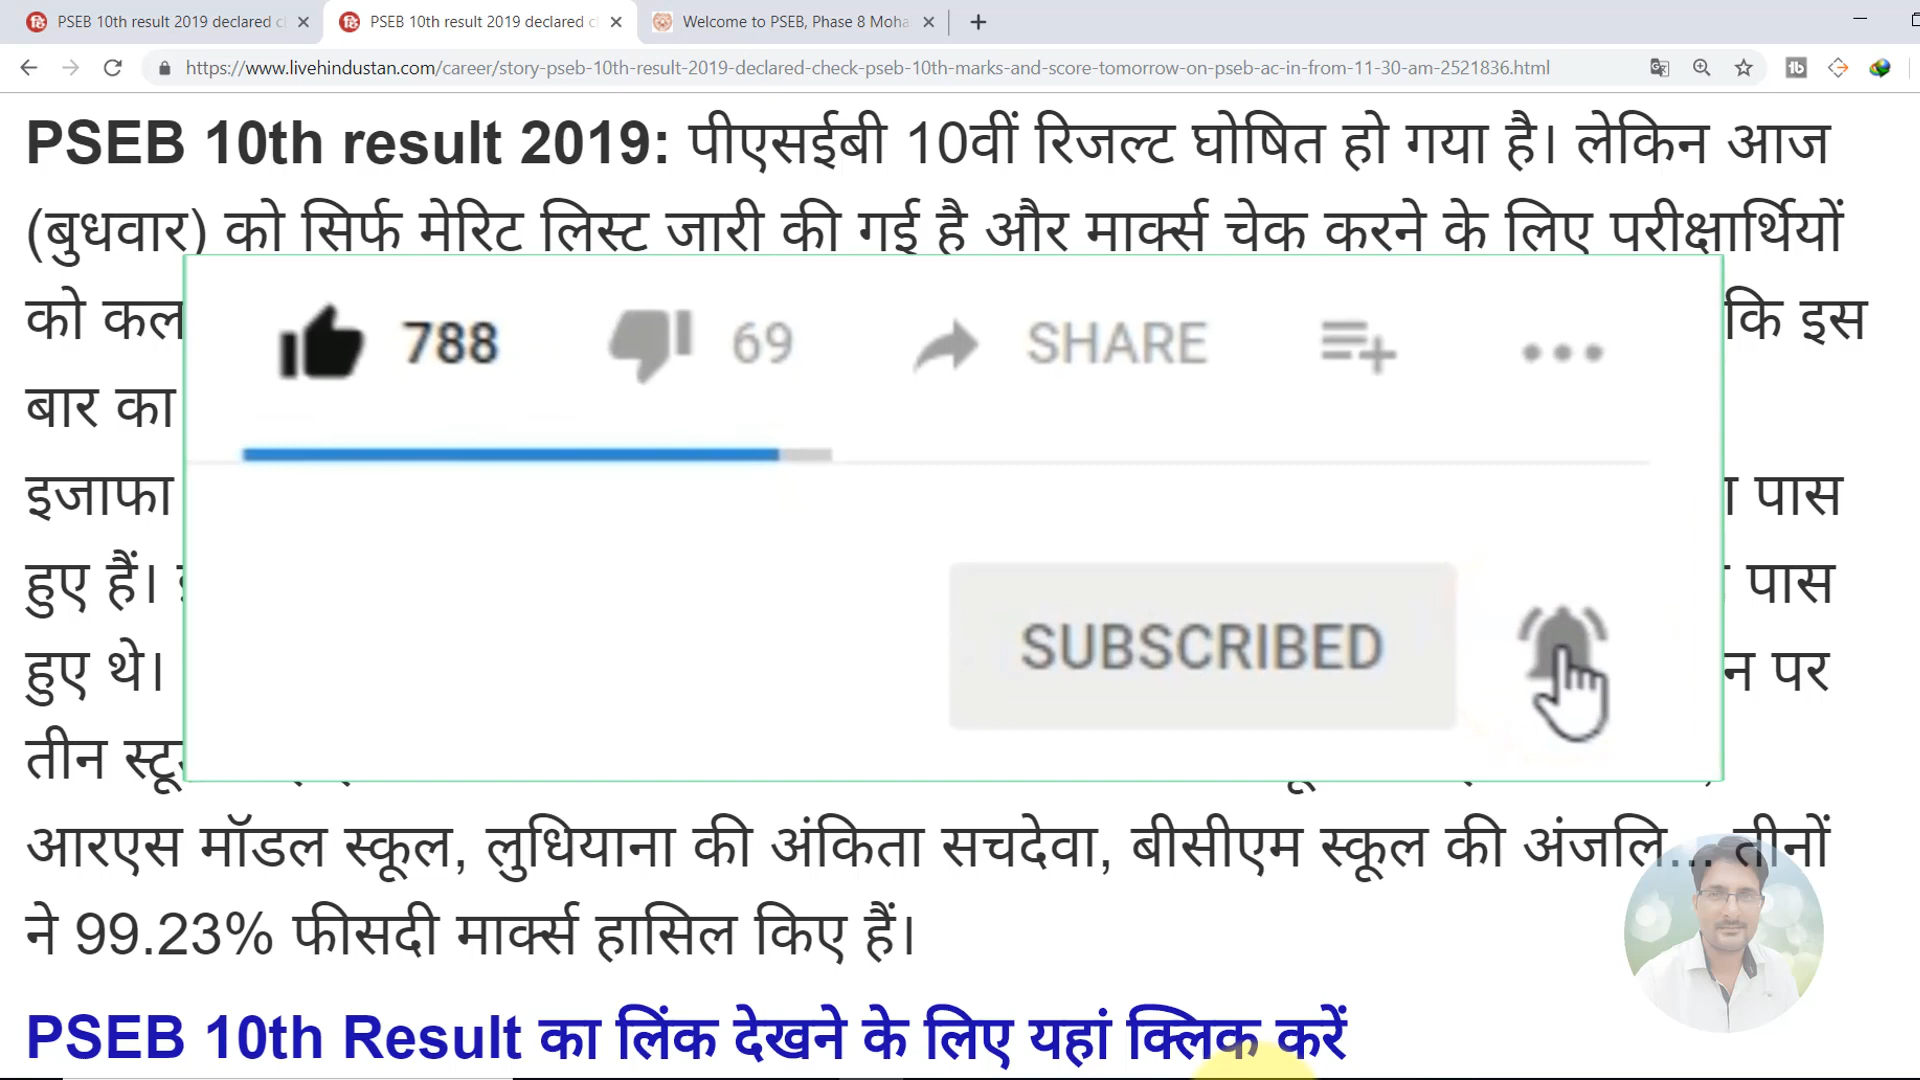 PSEB 10th result 2019 declared c
PSEB 10th result 2019 declared c
Welcome to PSEB, Phase 8 Moha
https://www.livehindustan.com/career/story-pseb-10th-result-2019-declared-check-pseb-10th-marks-and-score-tomorrow-on-pseb-ac-in-from-11-30-am-2521836.html
PSEB 10th result 2019: पीएसईबी 10वीं रिजल्ट घोषित हो गया है। लेकिन आज
(बुधवार) को सिर्फ मेरिट लिस्ट जारी की गई है और मार्क्स चेक करने के लिए परीक्षार्थियों
को कल कि इस
788 69 SHARE
बार का
इजाफा पास
हुए हैं। पास
SUBSCRIBED
हुए थे। न पर
तीन
आरएस मॉडल स्कूल, लुधियाना की अंकिता सचदेवा, बीसीएम स्कूल की अंजलि... तीनों
ने 99.23% फीसदी मार्क्स हासिल किए हैं।
PSEB 10th Result का लिंक देखने के लिए यहां क्लिक करें